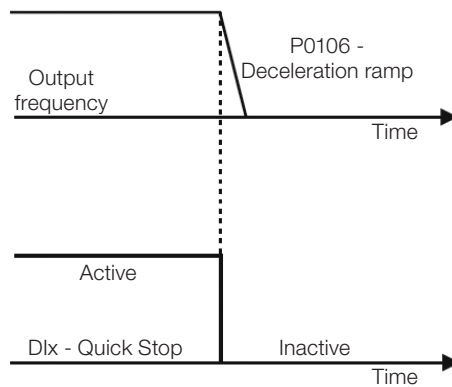 P0106 -
Deceleration ramp
Output
frequency
Time
Active
DIx - Quick Stop
Inactive
Time